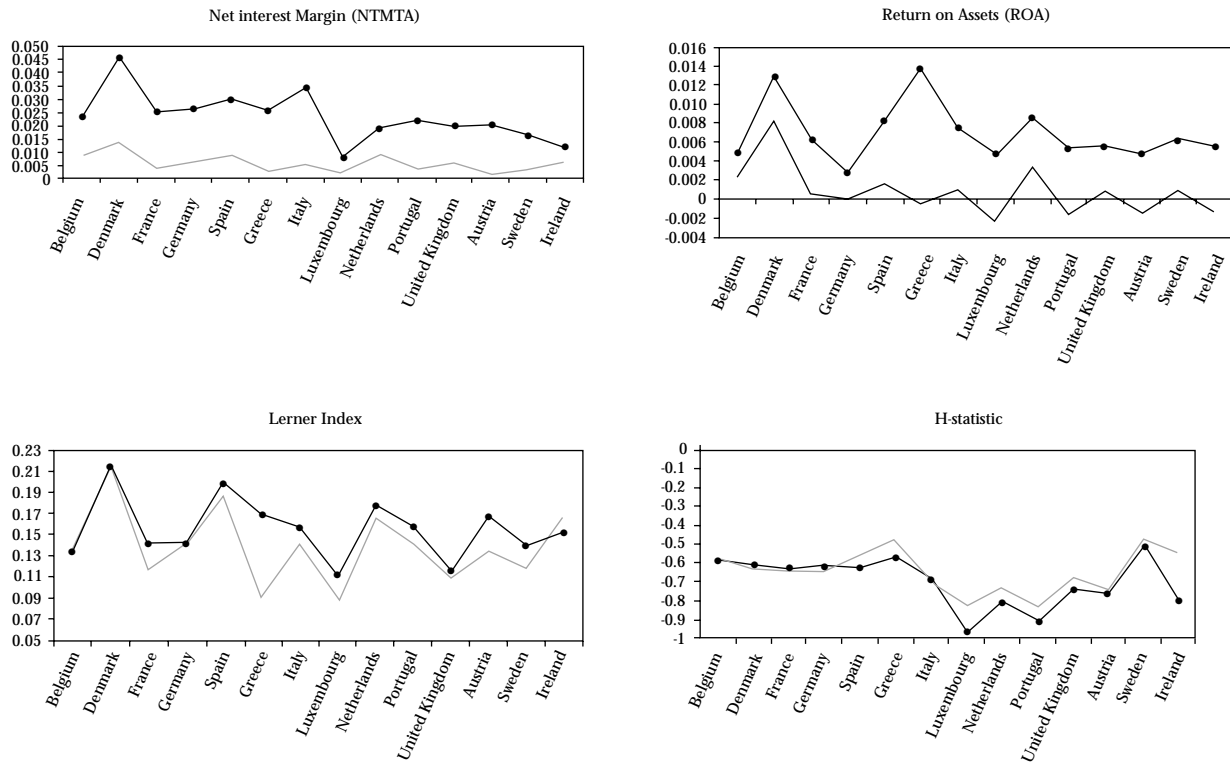 Net interest Margin (NTMTA)
0.050
0.045
0.040
0.035
0.030
0.025
0.020
0.015
0.010
0.005
0
Belgium
Denmark
France
Germany
Spain
Greece
Italy
Luxembourg
Netherlands
Portugal
United Kingdom
Austria
Sweden
Ireland
Return on Assets (ROA)
0.016
0.014
0.012
0.010
0.008
0.006
0.004
0.002
0
-0.002
-0.004
Belgium
Denmark
France
Germany
Spain
Greece
Italy
Luxembourg
Netherlands
Portugal
United Kingdom
Austria
Sweden
Ireland
Lerner Index
0.23
0.21
0.19
0.17
0.15
0.13
0.11
0.09
0.07
0.05
Belgium
Denmark
France
Germany
Spain
Greece
Italy
Luxembourg
Netherlands
Portugal
United Kingdom
Austria
Sweden
Ireland
H-statistic
0
-0.1
-0.2
-0.3
-0.4
-0.5
-0.6
-0.7
-0.8
-0.9
-1
Belgium
Denmark
France
Germany
Spain
Greece
Italy
Luxembourg
Netherlands
Portugal
United Kingdom
Austria
Sweden
Ireland